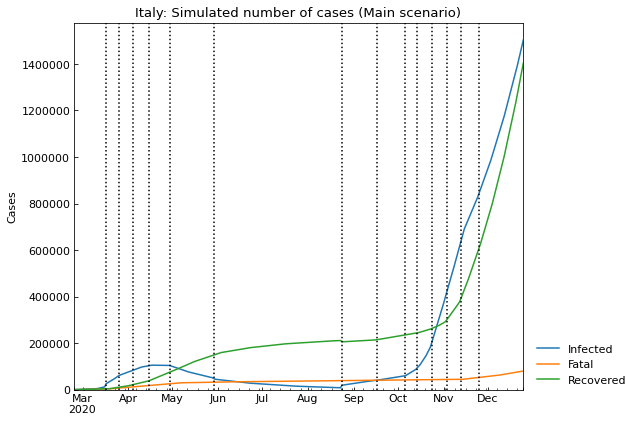 Italy: Simulated number of cases (Main scenario)
1400000
1200000
1000000
800000
600000
400000
200000
0
Cases
Mar Apr May Jun Jul Aug Sep Oct Nov Dec
2020
Infected
Fatal
Recovered